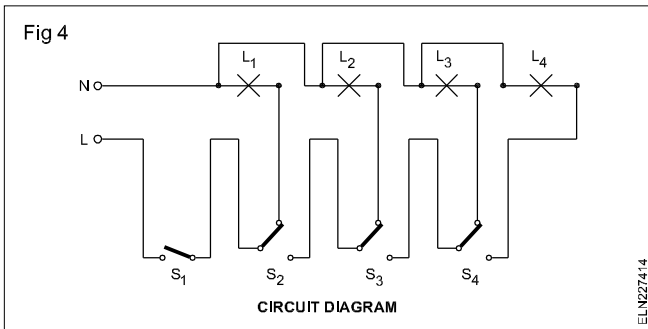 Fig 4
L1 L2 L3 L4
N
L
S1 S2 S3 S4
CIRCUIT DIAGRAM
ELN227414